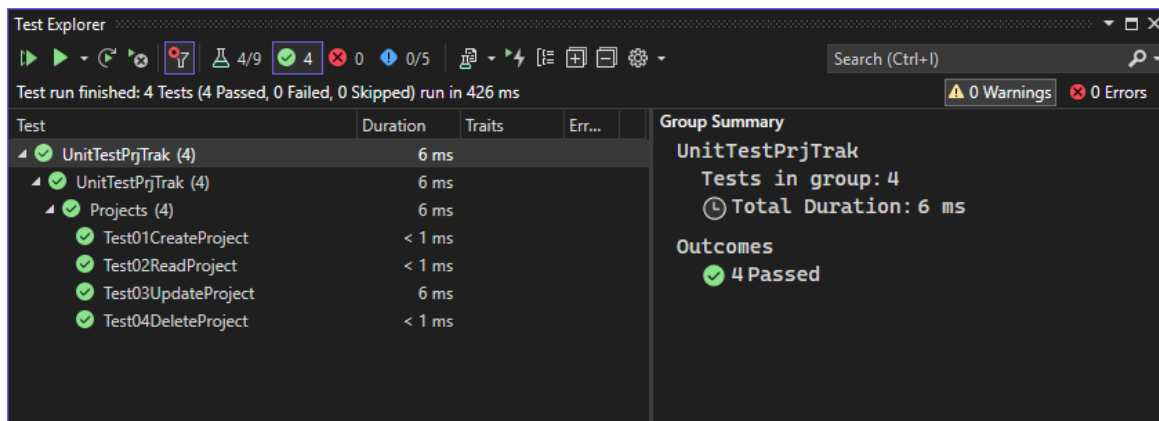 Test Explorer
4/9 4 0 0/5 Search (Ctrl+I)
Test run finished: 4 Tests (4 Passed, 0 Failed, 0 Skipped) run in 426 ms 0 Warnings 0 Errors
Test Duration Traits Err...
UnitTestPrjTrak (4) 6 ms
UnitTestPrjTrak (4) 6 ms
Projects (4) 6 ms
Test01CreateProject < 1 ms
Test02ReadProject < 1 ms
Test03UpdateProject 6 ms
Test04DeleteProject < 1 ms
Group Summary
UnitTestPrjTrak
Tests in group: 4
Total Duration: 6 ms
Outcomes
4 Passed